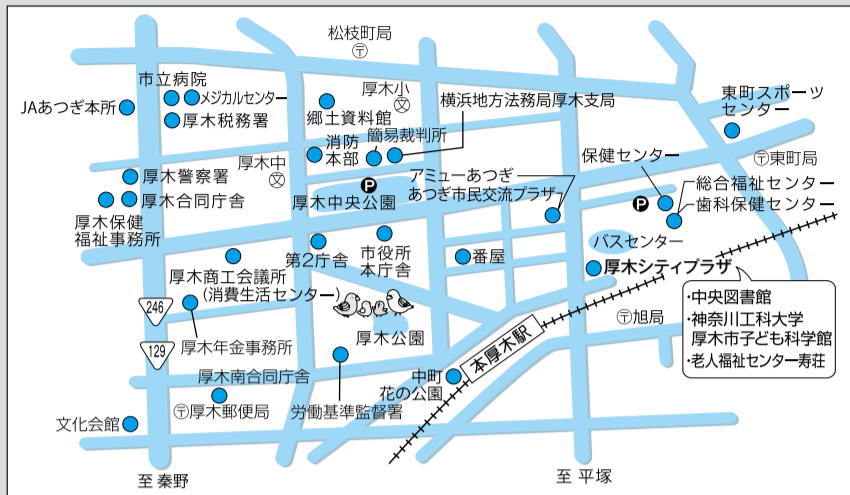 松枝町局
〒
市立病院
メジカルセンター
JAあつぎ本所
厚木税務署
郷土資料館
厚木小
文
横浜地方法務局厚木支局
東町スポーツ
センター
消防
本部
簡易裁判所
厚木中
文
保健センター
〒東町局
厚木警察署
厚木合同庁舎
厚木保健
福祉事務所
P
厚木中央公園
アミューあつぎ
あつぎ市民交流プラザ
P
総合福祉センター
歯科保健センター
バスセンター
厚木商工会議所
(消費生活センター)
第2庁舎
市役所
本庁舎
番屋
厚木シティプラザ
・中央図書館
・神奈川工科大学
厚木市子ども科学館
・老人福祉センター寿荘
246
129
厚木年金事務所
厚木公園
〒旭局
本厚木駅
厚木南合同庁舎
中町
花の公園
〒厚木郵便局
労働基準監督署
文化会館
至 秦野
至 平塚